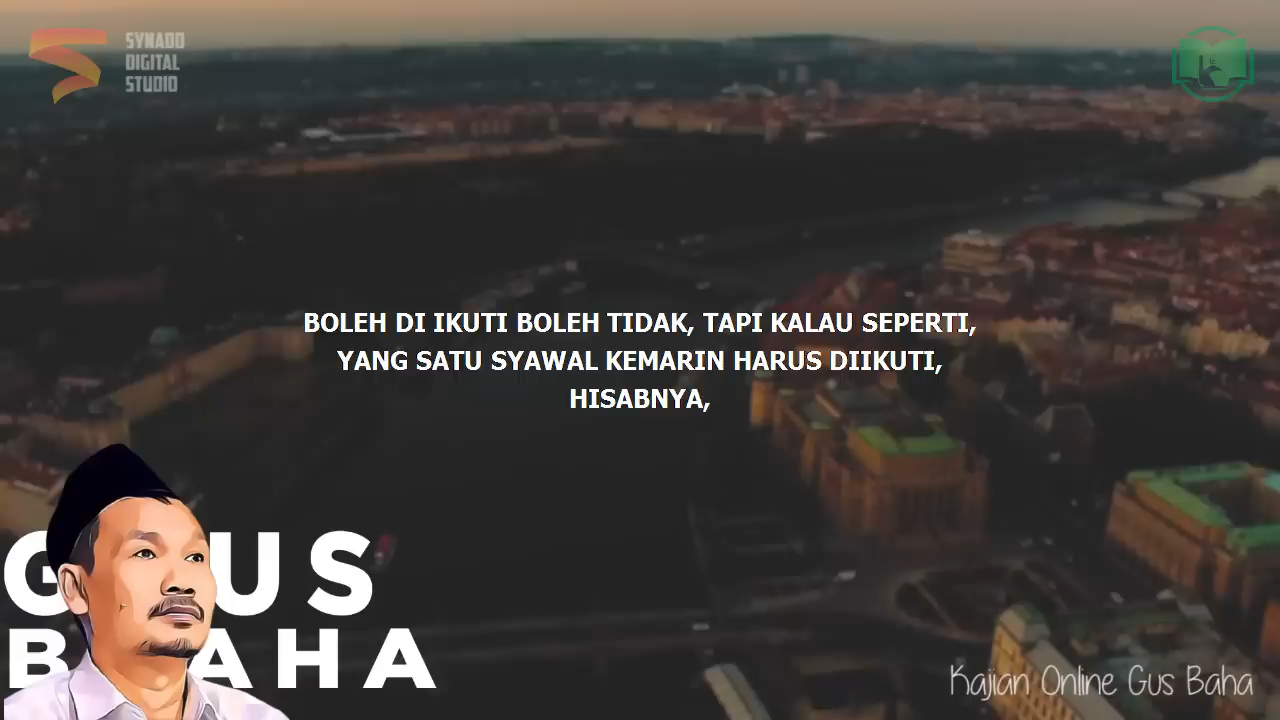 SYNADO
DIGITAL
STUDIO
BOLEH DI IKUTI BOLEH TIDAK, TAPI KALAU SEPERTI,
YANG SATU SYAWAL KEMARIN HARUS DIIKUTI,
HISABNYA,
GUS
BAHA
Kajian Online Gus Baha